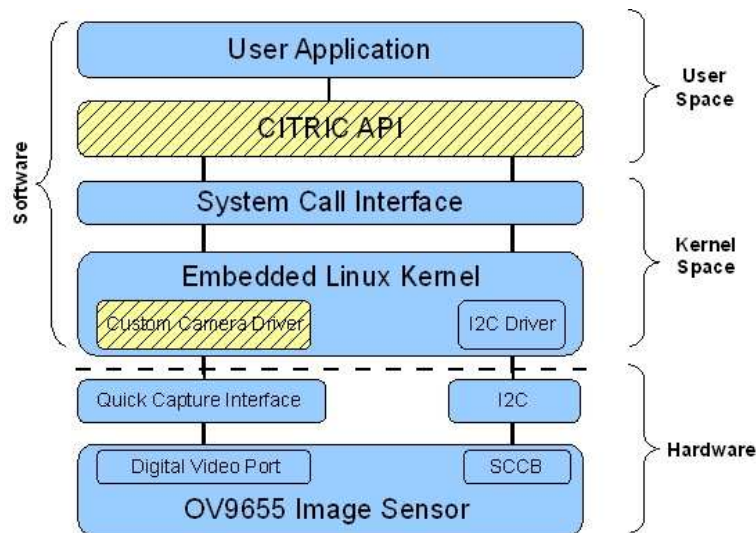 User Application
CITRIC API
System Call Interface
Embedded Linux Kernel
Custom Camera Driver
I2C Driver
Quick Capture Interface
I2C
Digital Video Port
SCCB
OV9655 Image Sensor
Software
User
Space
Kernel
Space
Hardware